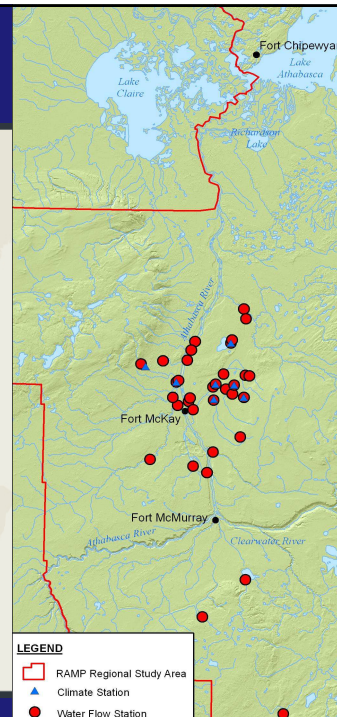 Fort Chipewyan
Lake
Athabasca
Lake
Claire
Richardson
Lake
Athabasca River
Fort McKay
Fort McMurray
Athabasca River
Clearwater River
LEGEND
RAMP Regional Study Area
Climate Station
Water Flow Station